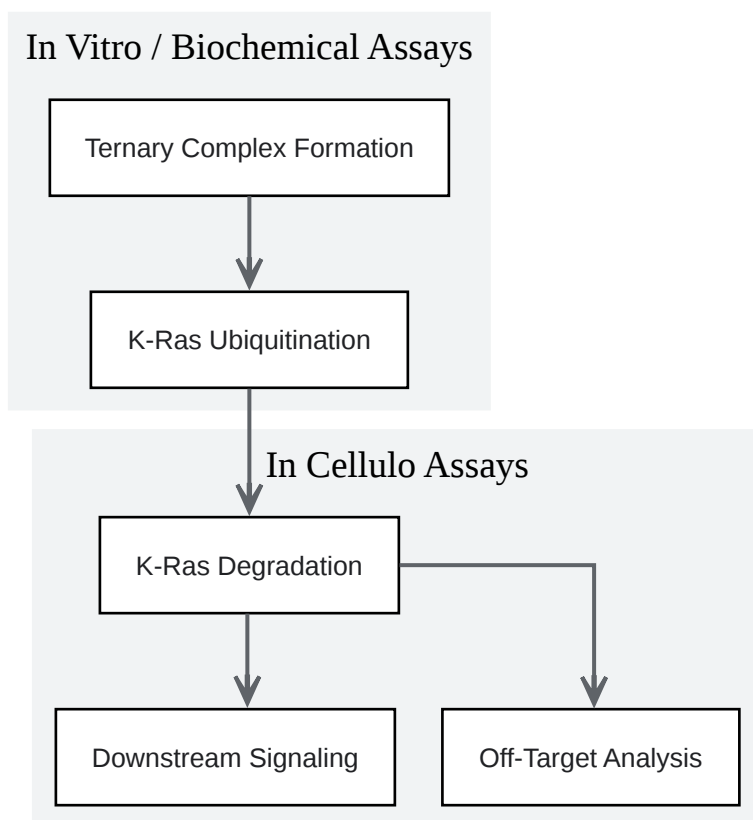 In Vitro / Biochemical Assays
Ternary Complex Formation
K-Ras Ubiquitination
In Cellulo Assays
K-Ras Degradation
Downstream Signaling
Off-Target Analysis